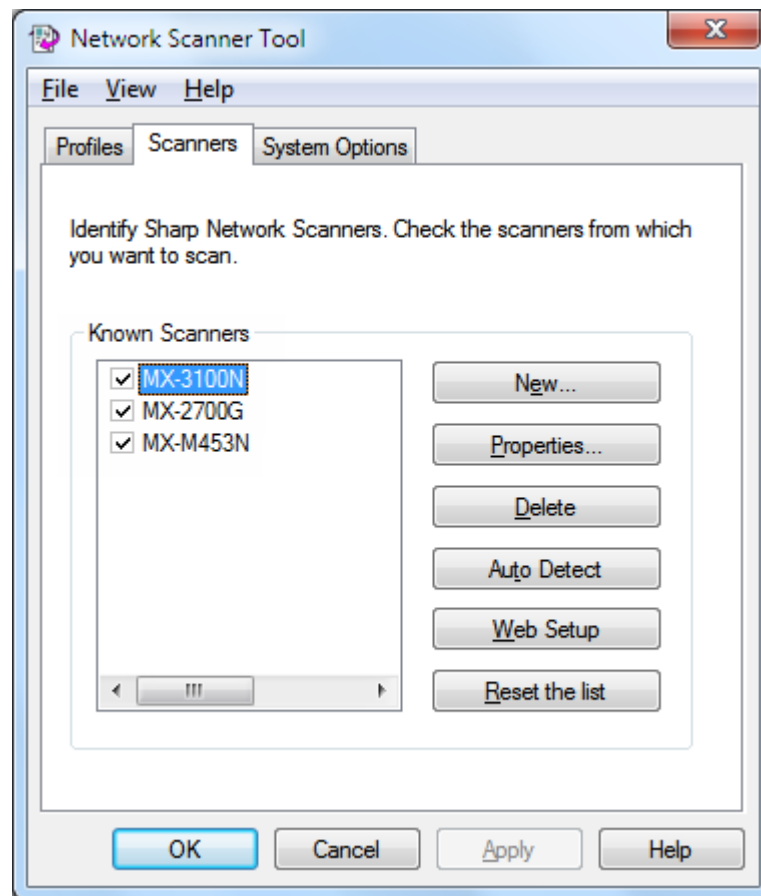 Network Scanner Tool
File View Help
Profiles Scanners System Options
Identify Sharp Network Scanners. Check the scanners from which
you want to scan.
Known Scanners
MX-3100N
MX-2700G
MX-M453N
New...
Properties...
Delete
Auto Detect
Web Setup
Reset the list
OK Cancel Apply Help